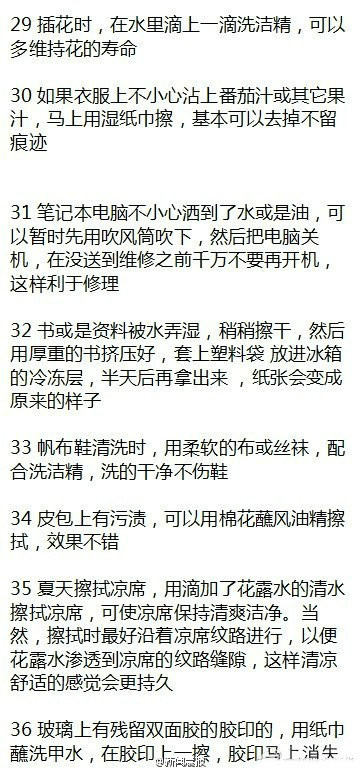 29 插花时，在水里滴上一滴洗洁精，可以
多维持花的寿命
30 如果衣服上不小心沾上番茄汁或其它果
汁，马上用湿纸巾擦，基本可以去掉不留
痕迹
31 笔记本电脑不小心洒到了水或是油，可
以暂时先用吹风筒吹下，然后把电脑关
机，在没送到维修之前千万不要再开机，
这样利于修理
32 书或是资料被水弄湿，稍稍擦干，然后
用厚重的书挤压好，套上塑料袋 放进冰箱
的冷冻层，半天后再拿出来 ，纸张会变成
原来的样子
33 帆布鞋清洗时，用柔软的布或丝袜，配
合洗洁精，洗的干净不伤鞋
34 皮包上有污渍，可以用棉花蘸风油精擦
拭，效果不错
35 夏天擦拭凉席，用滴加了花露水的清水
擦拭凉席，可使凉席保持清爽洁净。当
然，擦拭时最好沿着凉席纹路进行，以便
花露水渗透到凉席的纹路缝隙，这样清凉
舒适的感觉会更持久
36 玻璃上有残留双面胶的胶印的，用纸巾
蘸洗甲水，在胶印上一擦，胶印马上消失